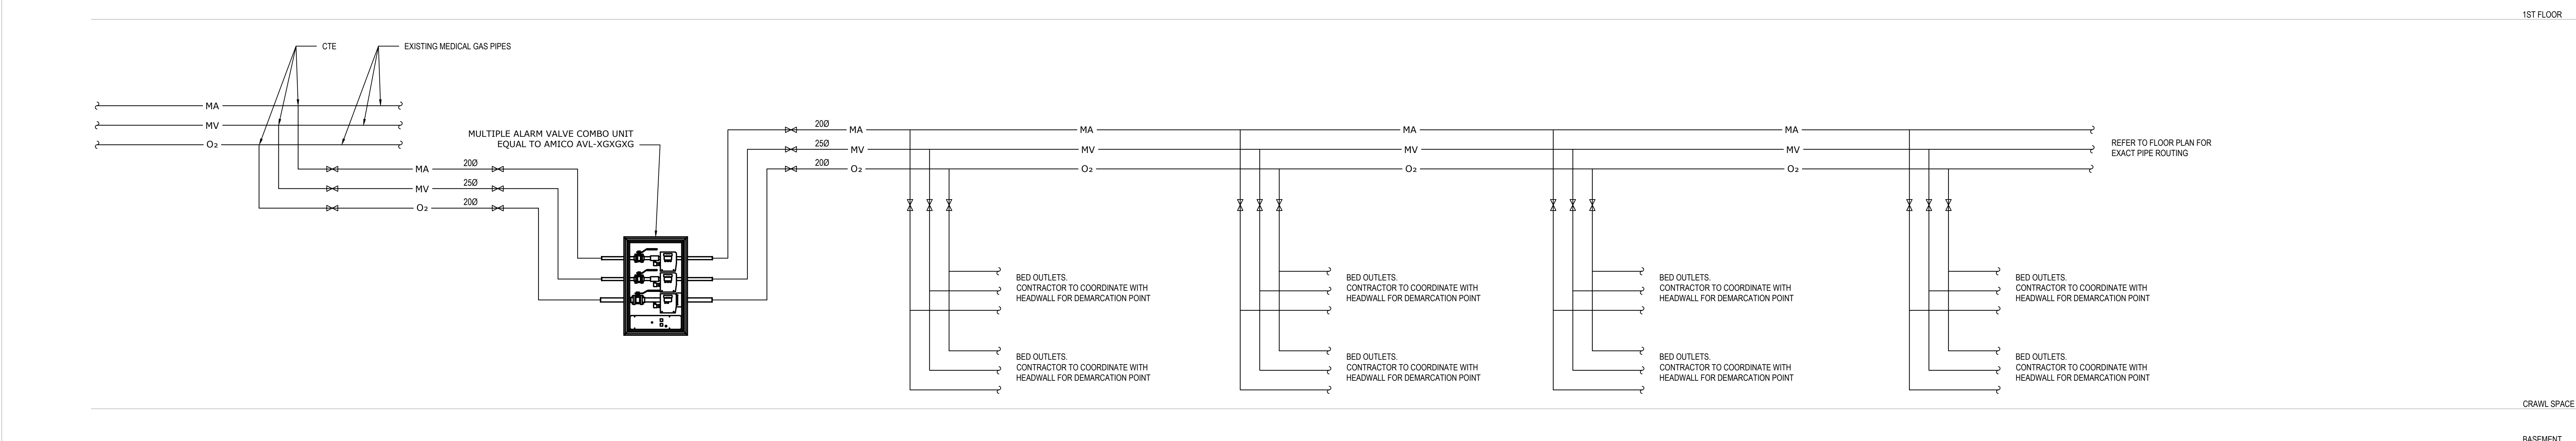 1ST FLOOR
CTE
EXISTING MEDICAL GAS PIPES
MA
MV
O₂
MULTIPLE ALARM VALVE COMBO UNIT
EQUAL TO AMICO AVL-XGXGXG
MA 20Ø
MV 25Ø
O₂ 20Ø
20Ø MA MA MA MA
25Ø MV MV MV MV
20Ø O₂ O₂ O₂ O₂
REFER TO FLOOR PLAN FOR
EXACT PIPE ROUTING
BED OUTLETS.
CONTRACTOR TO COORDINATE WITH
HEADWALL FOR DEMARCATION POINT
BED OUTLETS.
CONTRACTOR TO COORDINATE WITH
HEADWALL FOR DEMARCATION POINT
BED OUTLETS.
CONTRACTOR TO COORDINATE WITH
HEADWALL FOR DEMARCATION POINT
BED OUTLETS.
CONTRACTOR TO COORDINATE WITH
HEADWALL FOR DEMARCATION POINT
BED OUTLETS.
CONTRACTOR TO COORDINATE WITH
HEADWALL FOR DEMARCATION POINT
BED OUTLETS.
CONTRACTOR TO COORDINATE WITH
HEADWALL FOR DEMARCATION POINT
BED OUTLETS.
CONTRACTOR TO COORDINATE WITH
HEADWALL FOR DEMARCATION POINT
BED OUTLETS.
CONTRACTOR TO COORDINATE WITH
HEADWALL FOR DEMARCATION POINT
CRAWL SPACE
BASEMENT